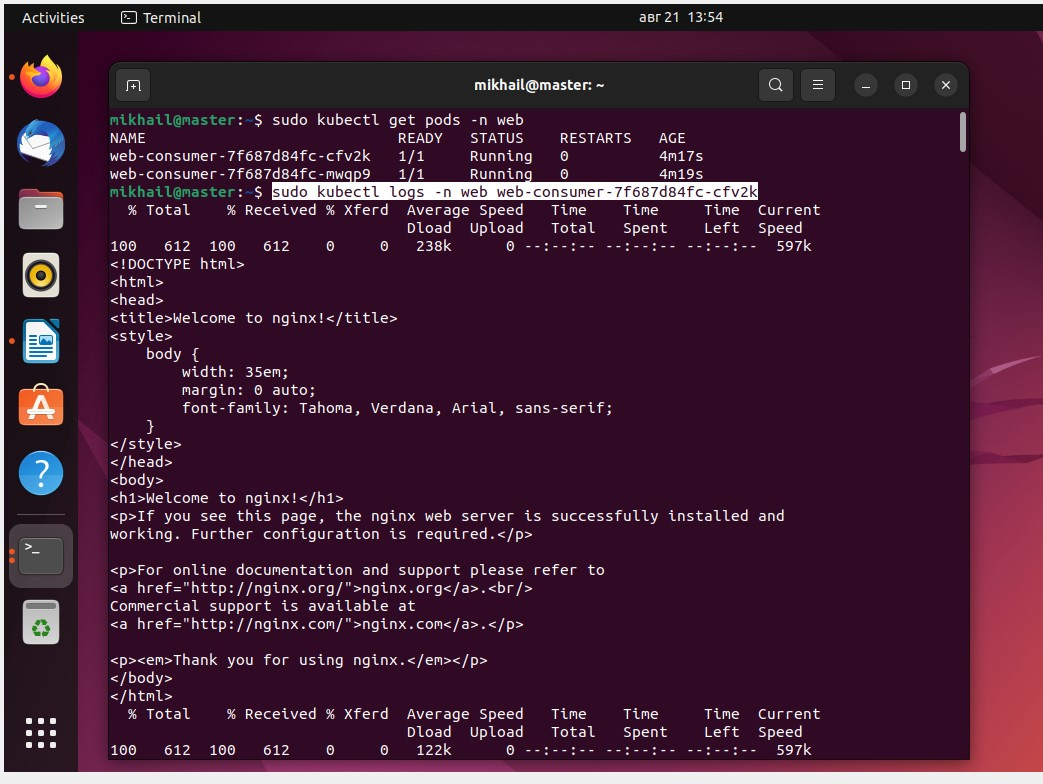 Activities Terminal авг 21 13:54
mikhail@master: ~
mikhail@master:~$ sudo kubectl get pods -n web
NAME READY STATUS RESTARTS AGE
web-consumer-7f687d84fc-cfv2k 1/1 Running 0 4m17s
web-consumer-7f687d84fc-mwqp9 1/1 Running 0 4m19s
mikhail@master:~$ sudo kubectl logs -n web web-consumer-7f687d84fc-cfv2k
% Total % Received % Xferd Average Speed Time Time Time Current
Dload Upload Total Spent Left Speed
100 612 100 612 0 0 238k 0 --:--:-- --:--:-- --:--:-- 597k
<!DOCTYPE html>
<html>
<head>
<title>Welcome to nginx!</title>
<style>
body {
width: 35em;
margin: 0 auto;
font-family: Tahoma, Verdana, Arial, sans-serif;
}
</style>
</head>
<body>
<h1>Welcome to nginx!</h1>
<p>If you see this page, the nginx web server is successfully installed and
working. Further configuration is required.</p>
<p>For online documentation and support please refer to
<a href="http://nginx.org/">nginx.org</a>.<br/>
Commercial support is available at
<a href="http://nginx.com/">nginx.com</a>.</p>
<p><em>Thank you for using nginx.</em></p>
</body>
</html>
% Total % Received % Xferd Average Speed Time Time Time Current
Dload Upload Total Spent Left Speed
100 612 100 612 0 0 122k 0 --:--:-- --:--:-- --:--:-- 597k